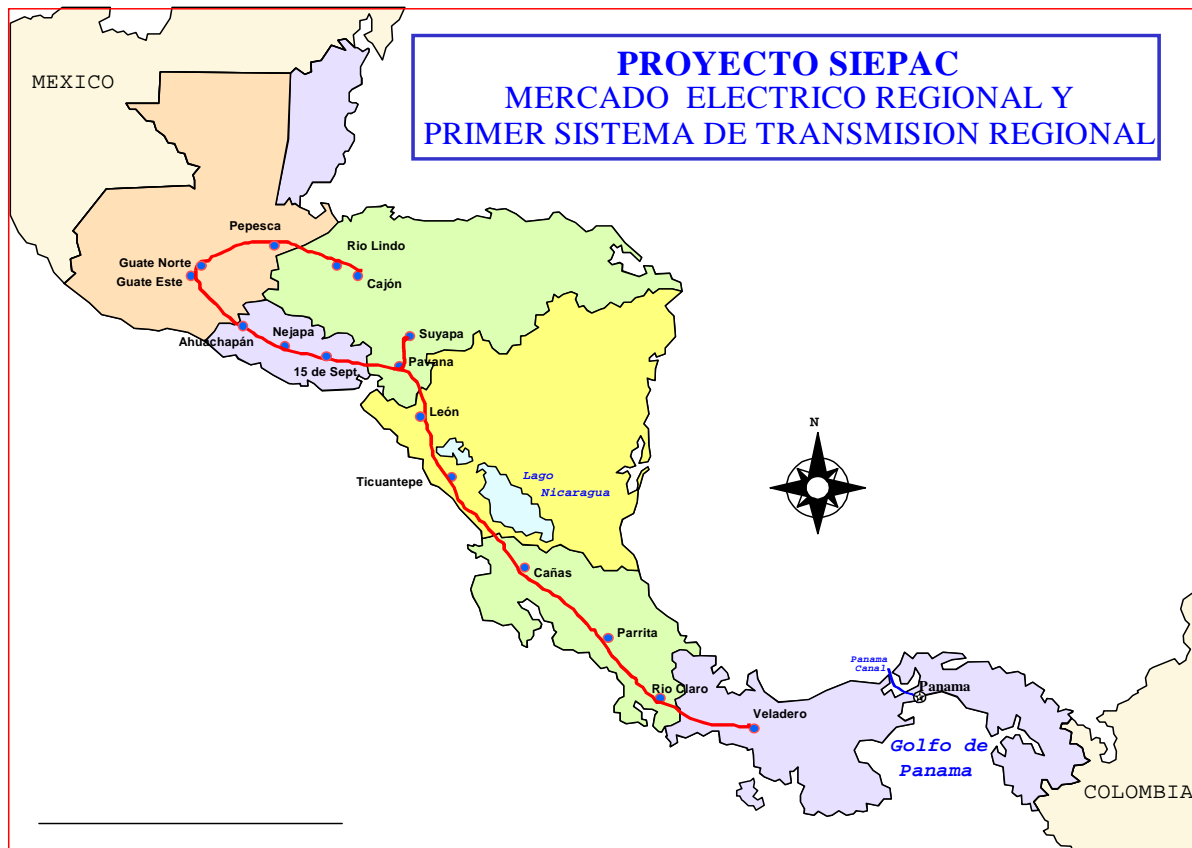 PROYECTO SIEPAC
MERCADO ELECTRICO REGIONAL Y
PRIMER SISTEMA DE TRANSMISION REGIONAL
MEXICO
Pepesca
Rio Lindo
Guate Norte
Guate Este
Cajón
Ahuachapán
Nejapa
Suyapa
15 de Sept.
Pavana
León
N
Ticuantepe
Lago
Nicaragua
Cañas
Parrita
Panama
Canal
Rio Claro
Panama
Veladero
Golfo de
Panama
COLOMBIA